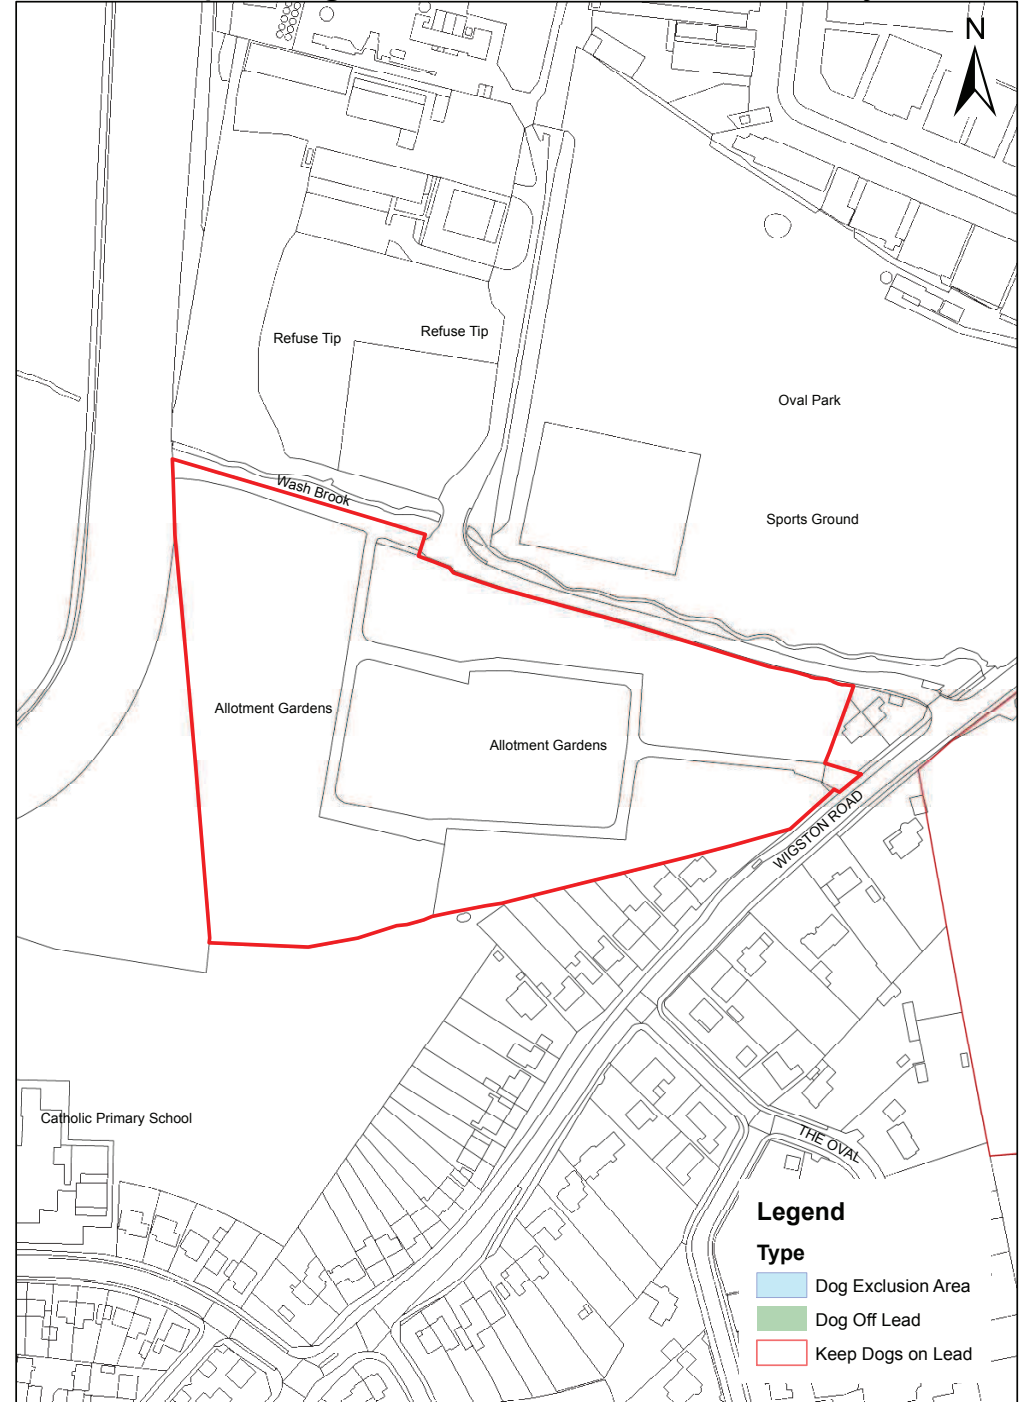 N
Refuse Tip
Refuse Tip
Oval Park
Wash Brook
Sports Ground
Allotment Gardens
Allotment Gardens
WIGSTON ROAD
Catholic Primary School
THE OVAL
Legend
Type
Dog Exclusion Area
Dog Off Lead
Keep Dogs on Lead